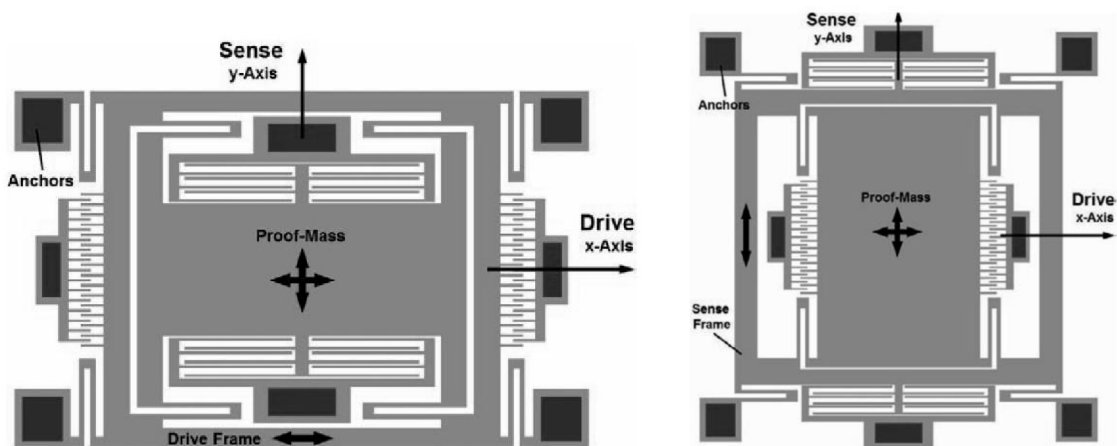 Sense
y-Axis
Anchors
Drive
x-Axis
Proof-Mass
Drive Frame
Sense
y-Axis
Anchors
Proof-Mass
Drive
x-Axis
Sense
Frame